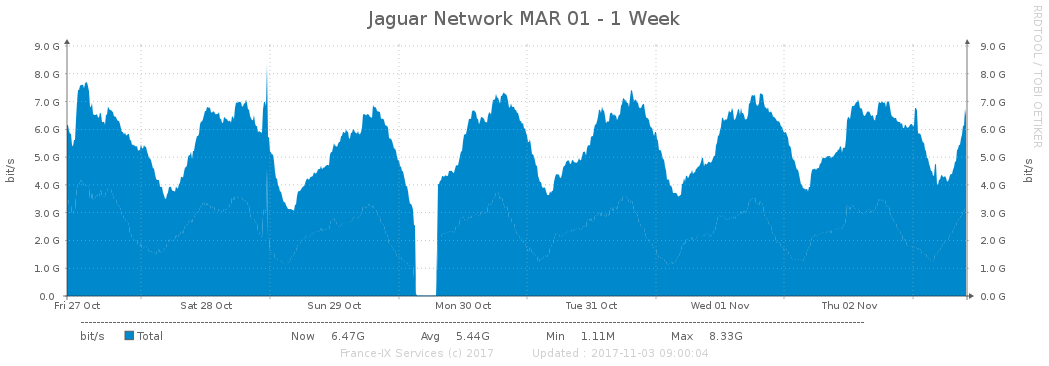 Jaguar Network MAR 01 - 1 Week
RRDTOOL / TOBI OETIKER
9.0 G 9.0 G
8.0 G 8.0 G
7.0 G 7.0 G
6.0 G 6.0 G
5.0 G 5.0 G
4.0 G 4.0 G
3.0 G 3.0 G
2.0 G 2.0 G
1.0 G 1.0 G
0.0 0.0 G
bit/s bit/s
Fri 27 Oct Sat 28 Oct Sun 29 Oct Mon 30 Oct Tue 31 Oct Wed 01 Nov Thu 02 Nov
bit/s Total Now 6.47G Avg 5.44G Min 1.11M Max 8.33G
France-IX Services (c) 2017 Updated : 2017-11-03 09:00:04